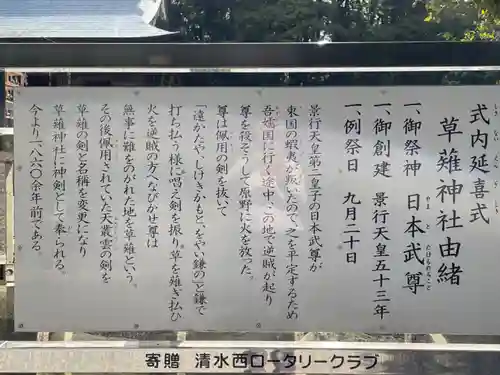 式内延喜式
草薙神社由緒
一、御祭神 日本武尊
一、御創建 景行天皇五十三年
一、例祭日 九月二十日
景行天皇第二皇子の日本武尊が
東国の蝦夷が叛いたので之を平定するため
吾嬬国に行く途中、この地で逆賊が起り
尊を殺そうして原野に火を放った。
尊は佩用の剣を抜いて
「遠かたやしげきかもと、をやい鎌の」と鎌で
打ち払う様に唱え剣を振り草を薙ぎ払ひ
火を逆賊の方へなびかせ尊は
無事に難をのがれた地を草薙という。
その後佩用されていた天叢雲の剣を
草薙の剣と名稱を変更になり
草薙神社に神剣として奉られる。
今より一八六〇余年前である。
寄贈 清水西ロータリークラブ